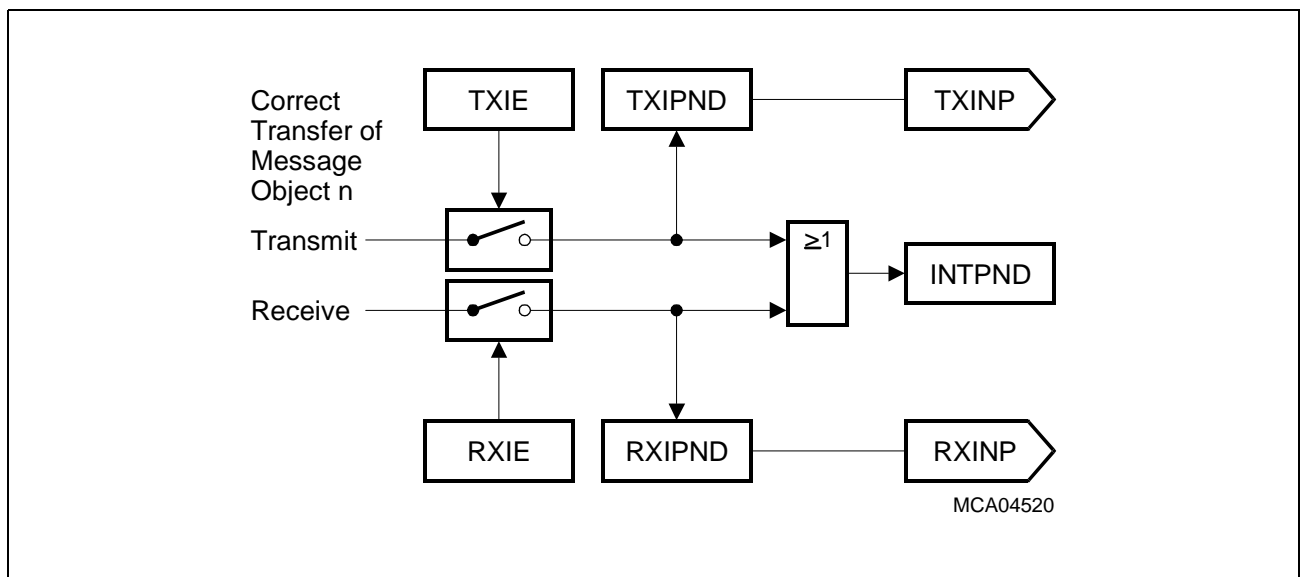 Correct
Transfer of
Message
Object n
TXIE
TXIPND
TXINP
Transmit
≥1
INTPND
Receive
RXIE
RXIPND
RXINP
MCA04520